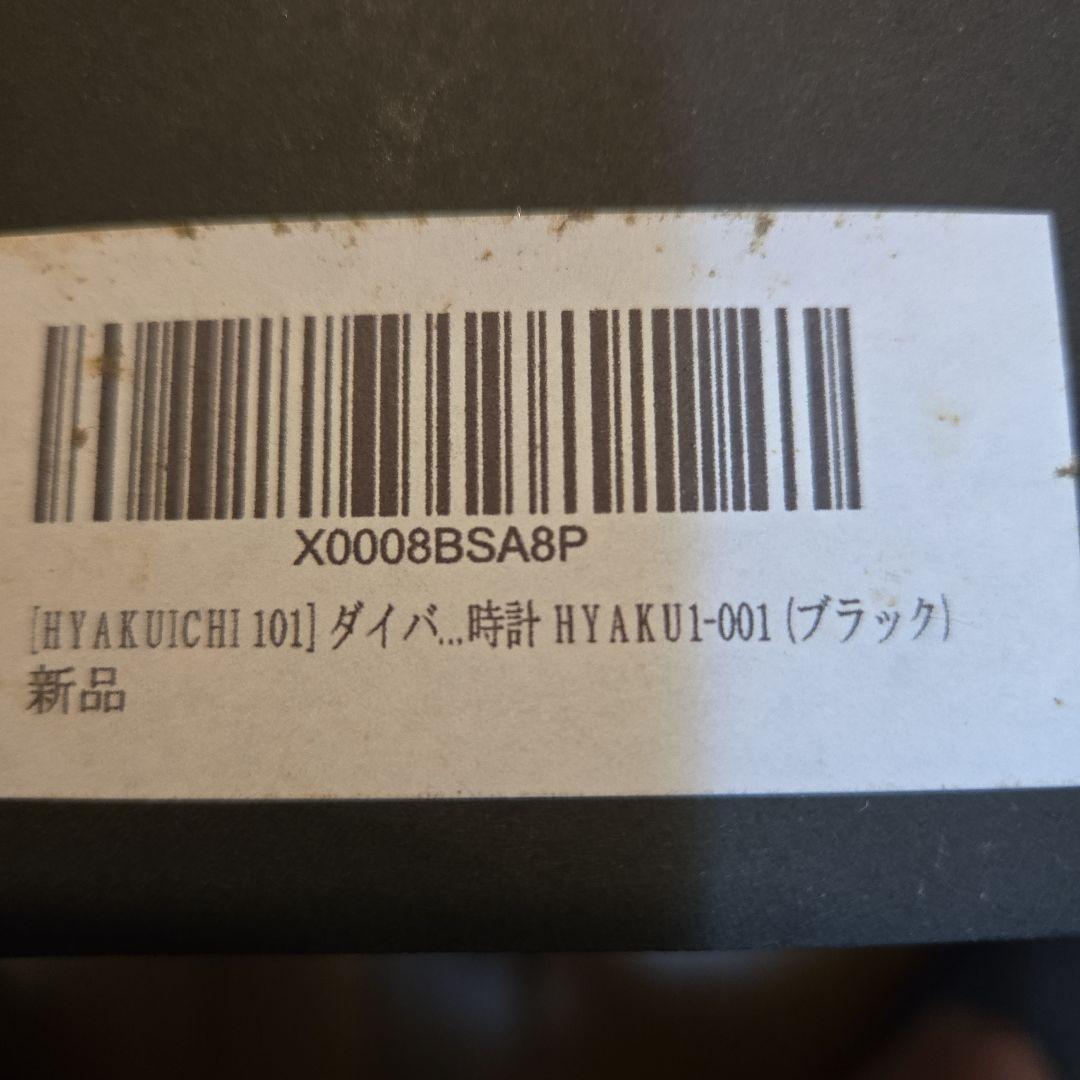 X0008BSA8P
[HYAKUICHI 101] ダイバ...時計 HYAKU1-001 (ブラック)
新品